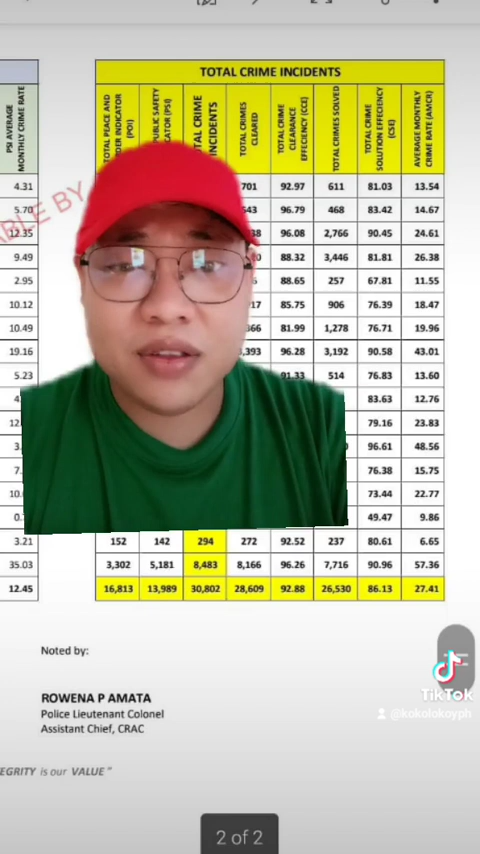 TOTAL CRIME INCIDENTS
PSI AVERAGE
MONTHLY CRIME RATE
TOTAL PEACE AND
INDICATOR
(POI)
PUBLIC SAFETY
(PSI)
CRIME
INCIDENTS
TOTAL CRIMES
CLEARED
TOTAL CRIME
CLEARANCE
EFFECIENCY (CCE)
TOTAL CRIMES SOLVED
TOTAL CRIME
SOLUTION EFFECIENCY
(CSE)
AVERAGE MONTHLY
CRIME RATE (AMCR)
4.31 701 92.97 611 81.03 13.54
5.70 96.79 468 83.42 14.67
12.35 96.08 2,766 90.45 24.61
9.49 88.32 3,446 81.81 26.38
2.95 88.65 257 67.81 11.55
10.12 85.75 906 76.39 18.47
10.49 81.99 1,278 76.71 19.96
19.16 96.28 3,192 90.58 43.01
5.23 91.33 514 76.83 13.60
83.63 12.76
79.16 23.83
96.61 48.56
76.38 15.75
73.44 22.77
49.47 9.86
3.21 152 142 294 272 92.52 237 80.61 6.65
35.03 3,302 5,181 8,483 8,166 96.26 7,716 90.96 57.36
12.45 16,813 13,989 30,802 28,609 92.88 26,530 86.13 27.41
BY
Noted by:
ROWENA P AMATA
Police Lieutenant Colonel
Assistant Chief, CRAC
EGRITY is our VALUE "
TikTok
@kokolokoyph
2 of 2